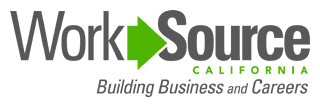 WorkSource
CALIFORNIA
Building Business and Careers